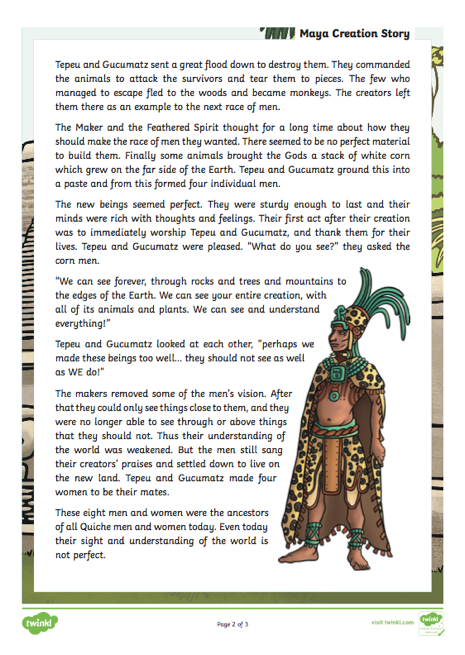 Maya Creation Story
Tepeu and Gucumatz sent a great flood down to destroy them. They commanded
the animals to attack the survivors and tear them to pieces. The few who
managed to escape fled to the woods and became monkeys. The creators left
them there as an example to the next race of men.
The Maker and the Feathered Spirit thought for a long time about how they
should make the race of men they wanted. There seemed to be no perfect material
to build them. Finally some animals brought the Gods a stack of white corn
which grew on the far side of the Earth. Tepeu and Gucumatz ground this into
a paste and from this formed four individual men.
The new beings seemed perfect. They were sturdy enough to last and their
minds were rich with thoughts and feelings. Their first act after their creation
was to immediately worship Tepeu and Gucumatz, and thank them for their
lives. Tepeu and Gucumatz were pleased. "What do you see?" they asked the
corn men.
"We can see forever, through rocks and trees and mountains to
the edges of the Earth. We can see your entire creation, with
all of its animals and plants. We can see and understand
everything!"
Tepeu and Gucumatz looked at each other, "perhaps we
made these beings too well... they should not see as well
as WE do!"
The makers removed some of the men's vision. After
that they could only see things close to them, and they
were no longer able to see through or above things
that they should not. Thus their understanding of
the world was weakened. But the men still sang
their creators' praises and settled down to live on
the new land. Tepeu and Gucumatz made four
women to be their mates.
These eight men and women were the ancestors
of all Quiche men and women today. Even today
their sight and understanding of the world is
not perfect.
twinkl
Page 2 of 3
visit twinkl.com
twinkl